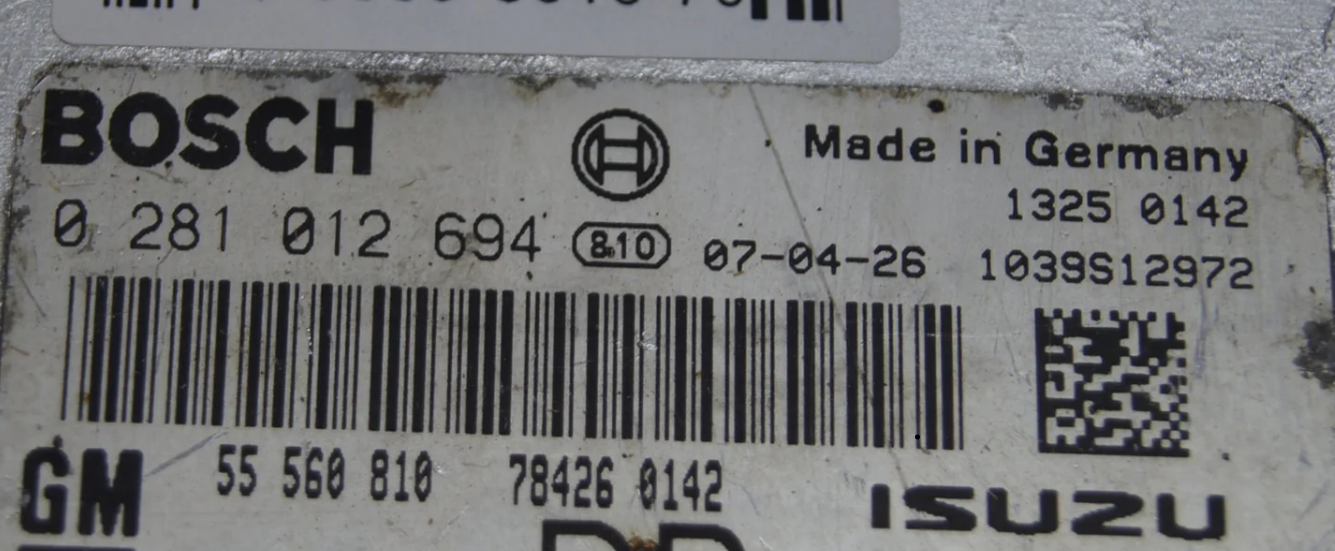 BOSCH
Made in Germany
1325 0142
0 281 012 694 810 07-04-26 1039S12972
GM 55 560 810 78426 0142 ISUZU